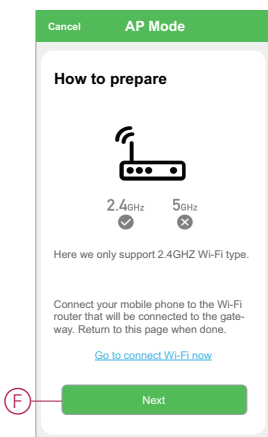 Cancel AP Mode
How to prepare
2.4GHz 5GHz
Here we only support 2.4GHZ Wi-Fi type.
Connect your mobile phone to the Wi-Fi
router that will be connected to the gate-
way. Return to this page when done.
Go to connect Wi-Fi now
F Next